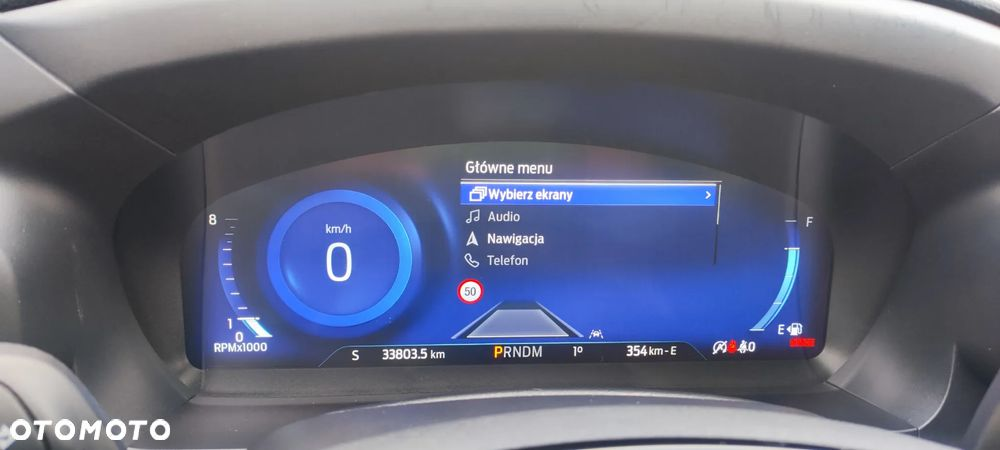 Główne menu
Wybierz ekrany
Audio
Nawigacja
Telefon
8
km/h
0
F
50
1
0
E
RPMx1000
S 33803.5 km PRNDM 1° 354 km - E 0
OTOMOTO